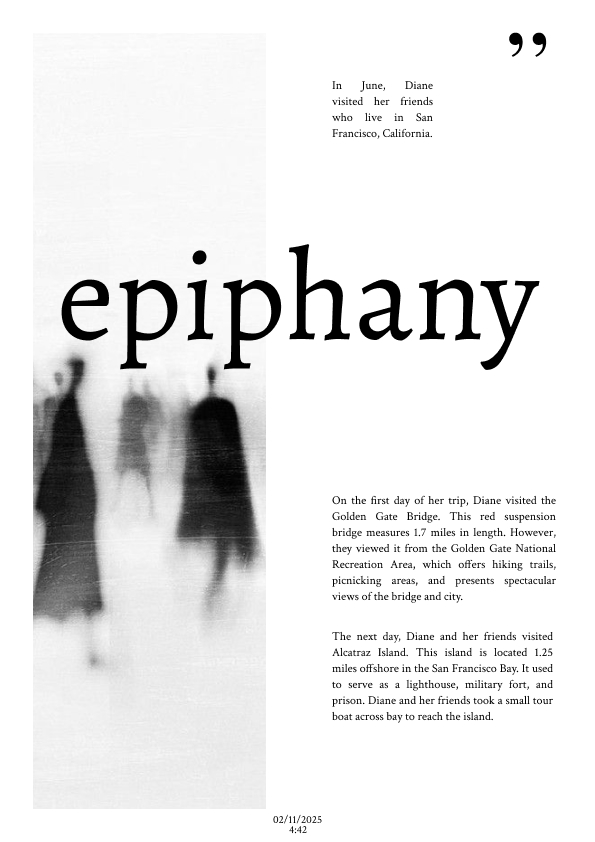 ”
In June, Diane
visited her friends
who live in San
Francisco, California.
epiphany
On the first day of her trip, Diane visited the
Golden Gate Bridge. This red suspension
bridge measures 1.7 miles in length. However,
they viewed it from the Golden Gate National
Recreation Area, which offers hiking trails,
picnicking areas, and presents spectacular
views of the bridge and city.
The next day, Diane and her friends visited
Alcatraz Island. This island is located 1.25
miles offshore in the San Francisco Bay. It used
to serve as a lighthouse, military fort, and
prison. Diane and her friends took a small tour
boat across bay to reach the island.
02/11/2025
4:42